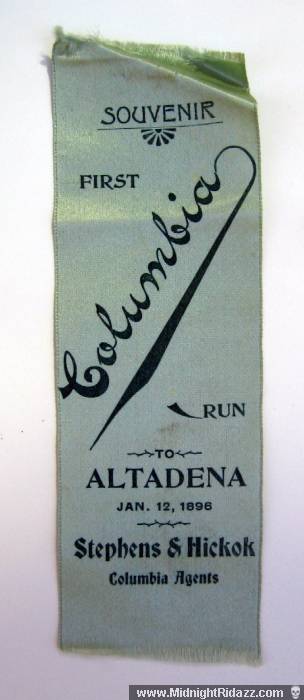 SOUVENIR
FIRST
Columbia
RUN
TO
ALTADENA
JAN. 12, 1896
Stephens & Hickok
Columbia Agents
www.MidnightRidazz.com